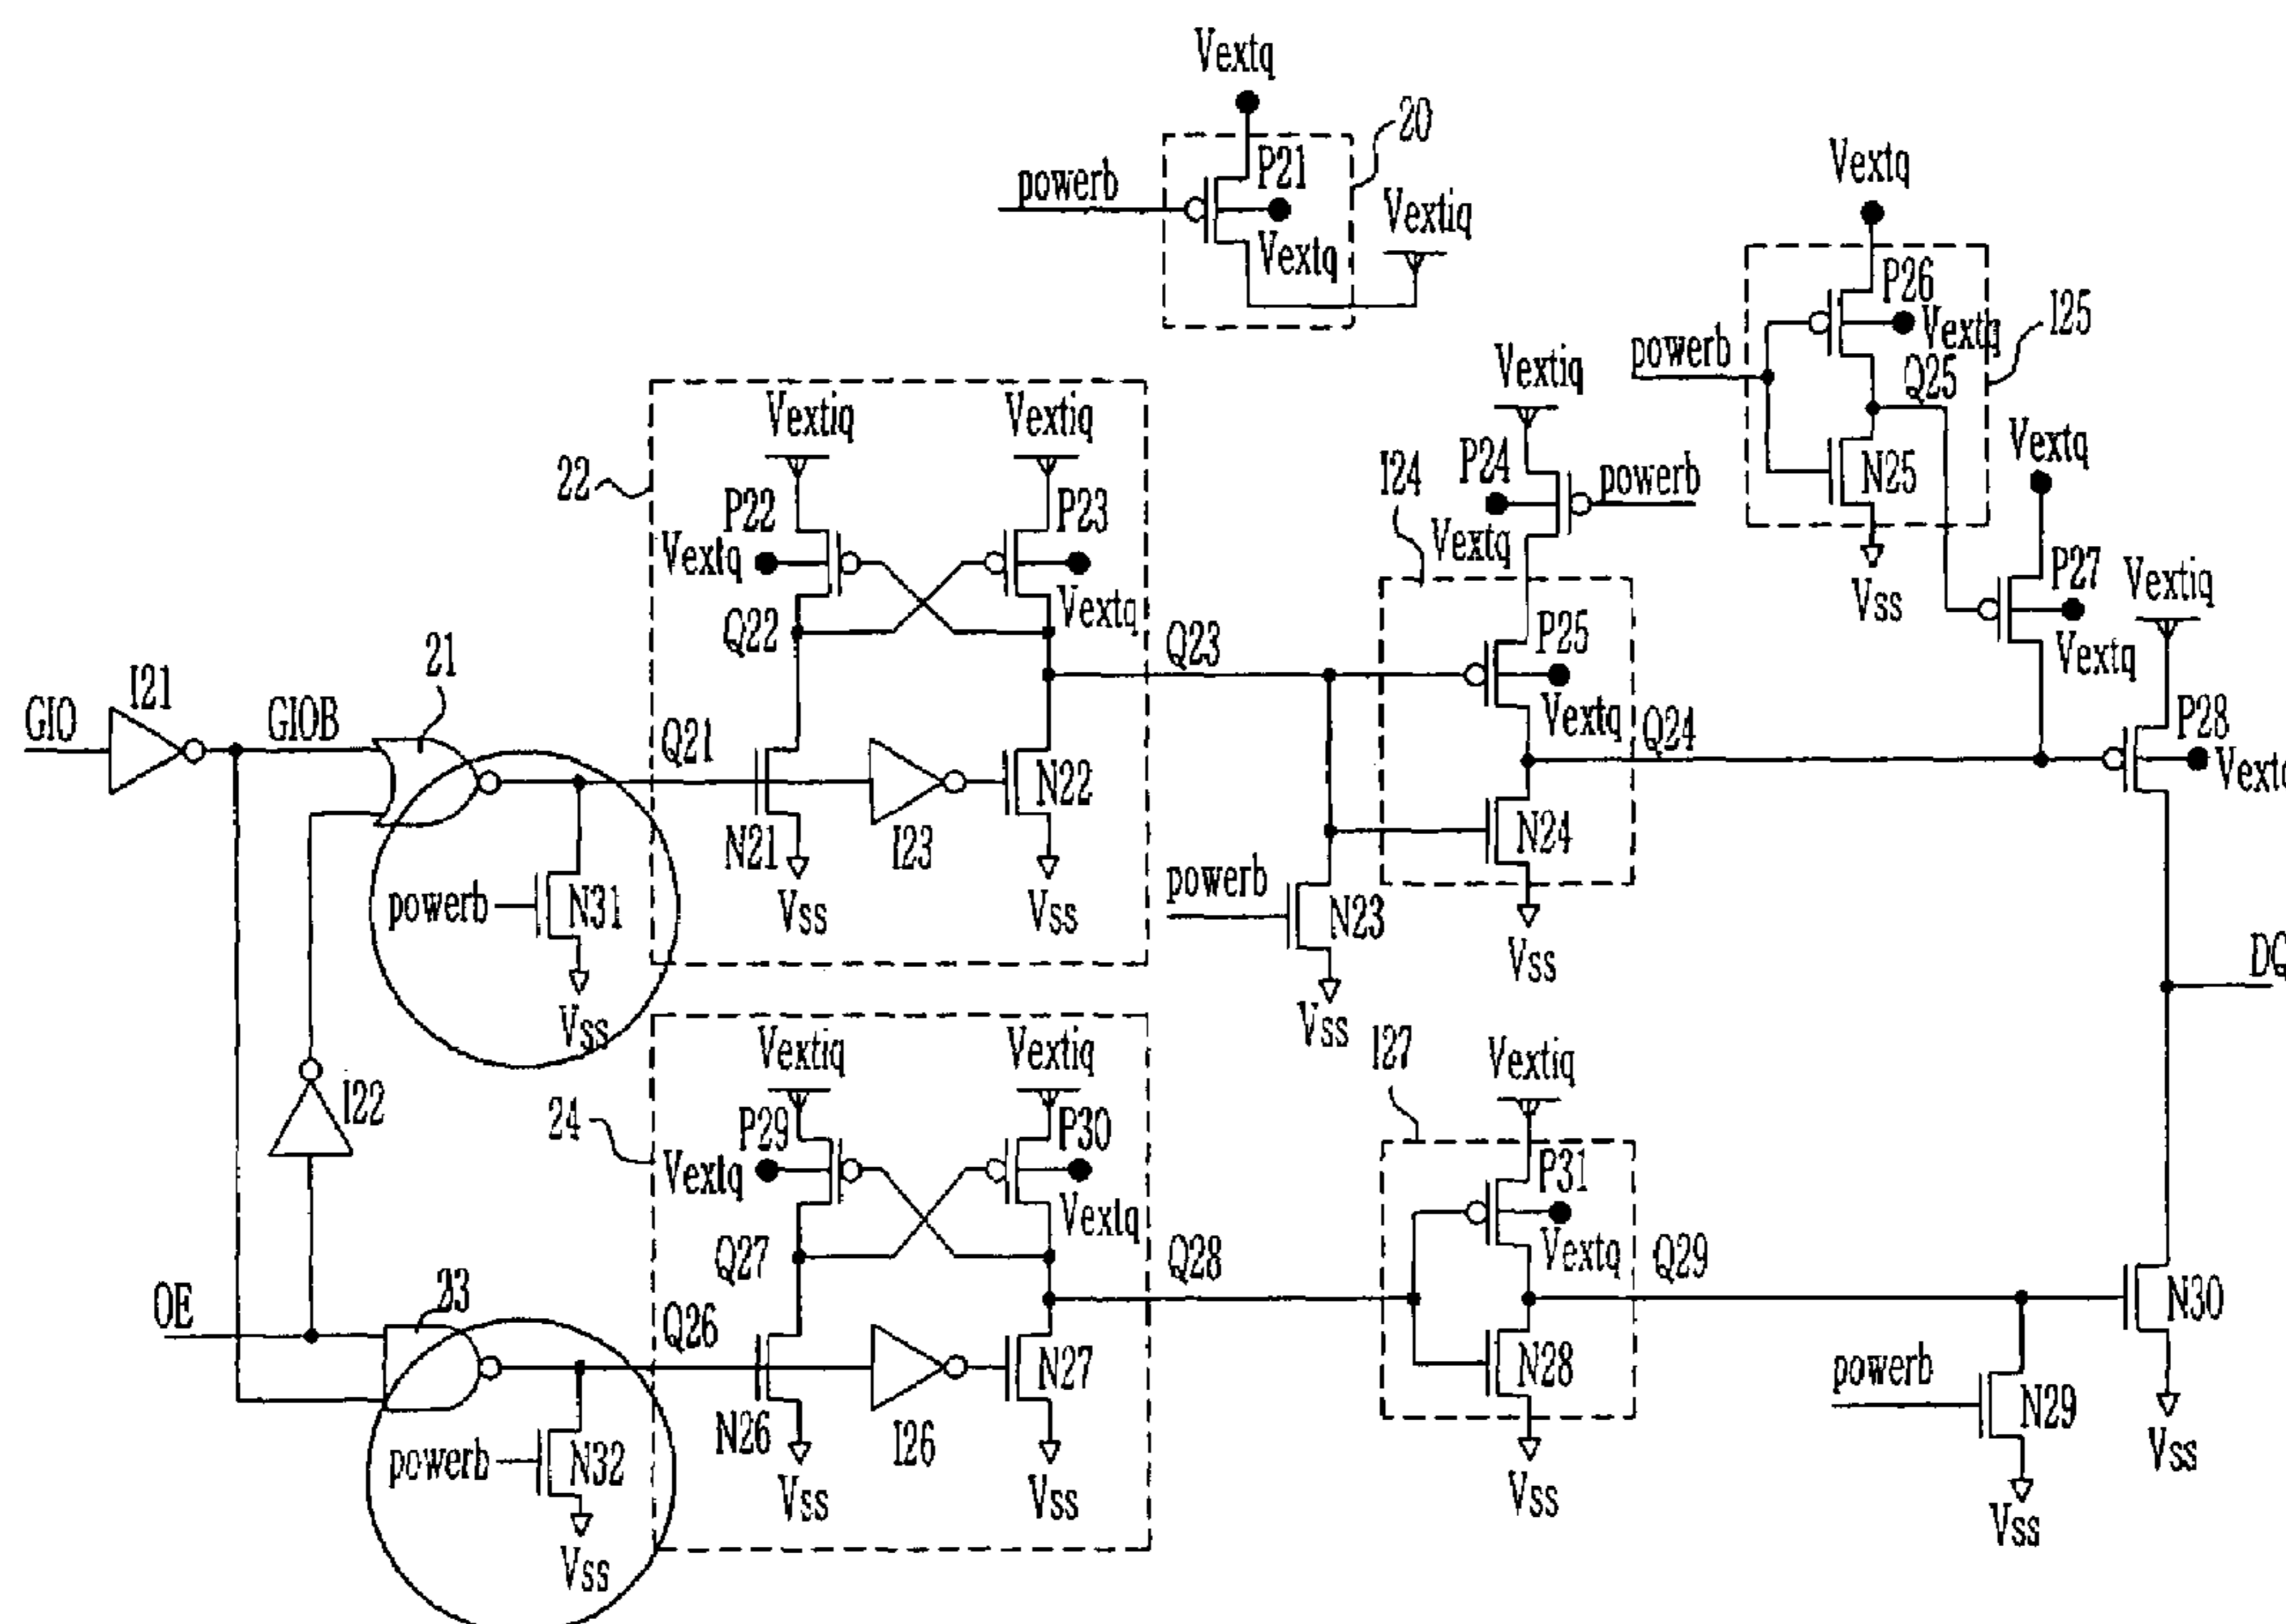 Vextq
20
P21
powerb
Vextiq
Vextq
Vextq
P26
Vextq
I25
powerb
Q25
N25
Vss
Vextiq
P24
powerb
Vextq
I24
Vextq
P27
Vextq
Vextiq
P28
22
Vextiq
Vextiq
P22
P23
Vextq
Vextq
Q22
Q23
P25
Vextq
Q24
GIO
I21
GIOB
21
Q21
N21
I23
N22
Vss
Vss
powerb
N31
Vss
powerb
N23
Vss
N24
Vss
DQ
I22
24
Vextiq
Vextiq
P29
P30
Vextq
Vextq
Q27
Q28
I27
Vextiq
P31
Vextq
Q29
OE
23
Q26
N26
I26
N27
Vss
Vss
powerb
N32
Vss
N28
Vss
powerb
N29
Vss
N30
Vss